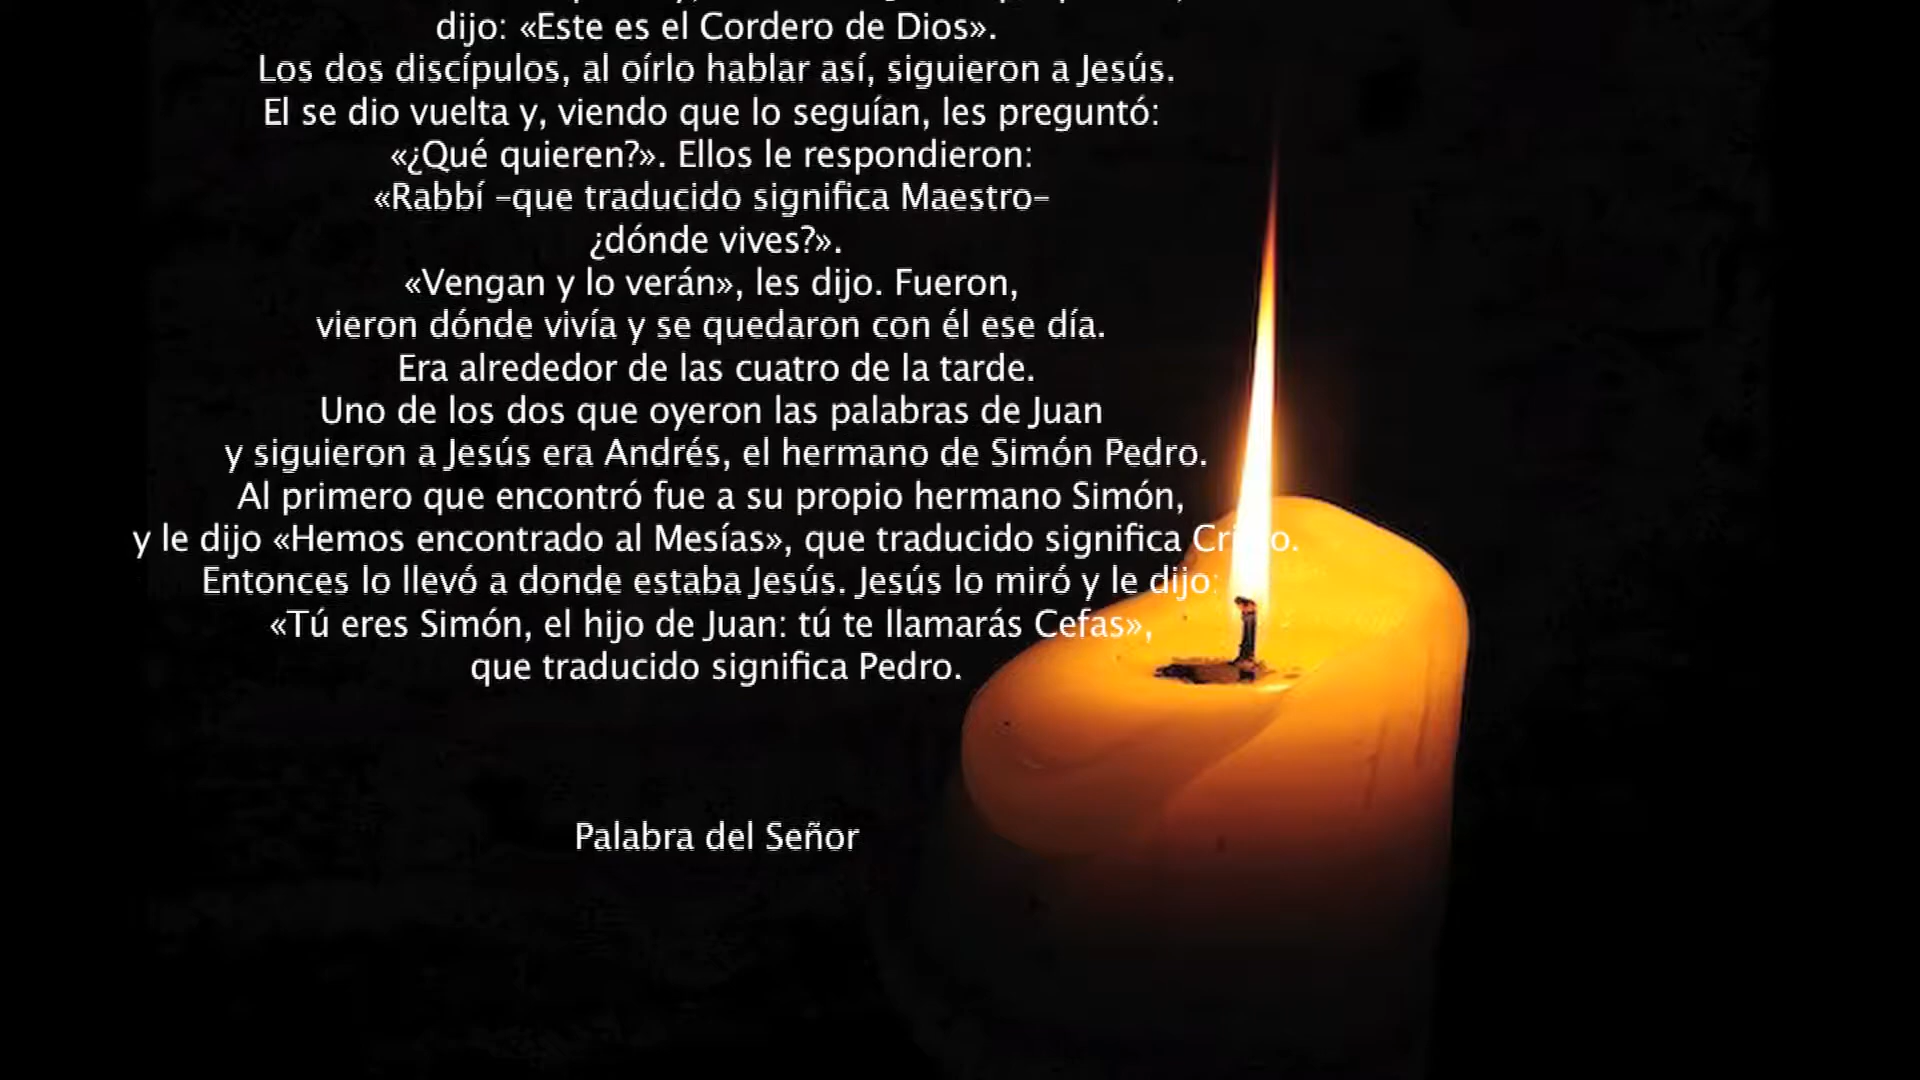 dijo: «Este es el Cordero de Dios».
Los dos discípulos, al oírlo hablar así, siguieron a Jesús.
El se dio vuelta y, viendo que lo seguían, les preguntó:
«¿Qué quieren?». Ellos le respondieron:
«Rabbí –que traducido significa Maestro–
¿dónde vives?».
«Vengan y lo verán», les dijo. Fueron,
vieron dónde vivía y se quedaron con él ese día.
Era alrededor de las cuatro de la tarde.
Uno de los dos que oyeron las palabras de Juan
y siguieron a Jesús era Andrés, el hermano de Simón Pedro.
Al primero que encontró fue a su propio hermano Simón,
y le dijo «Hemos encontrado al Mesías», que traducido significa Cristo.
Entonces lo llevó a donde estaba Jesús. Jesús lo miró y le dijo:
«Tú eres Simón, el hijo de Juan: tú te llamarás Cefas»,
que traducido significa Pedro.
Palabra del Señor